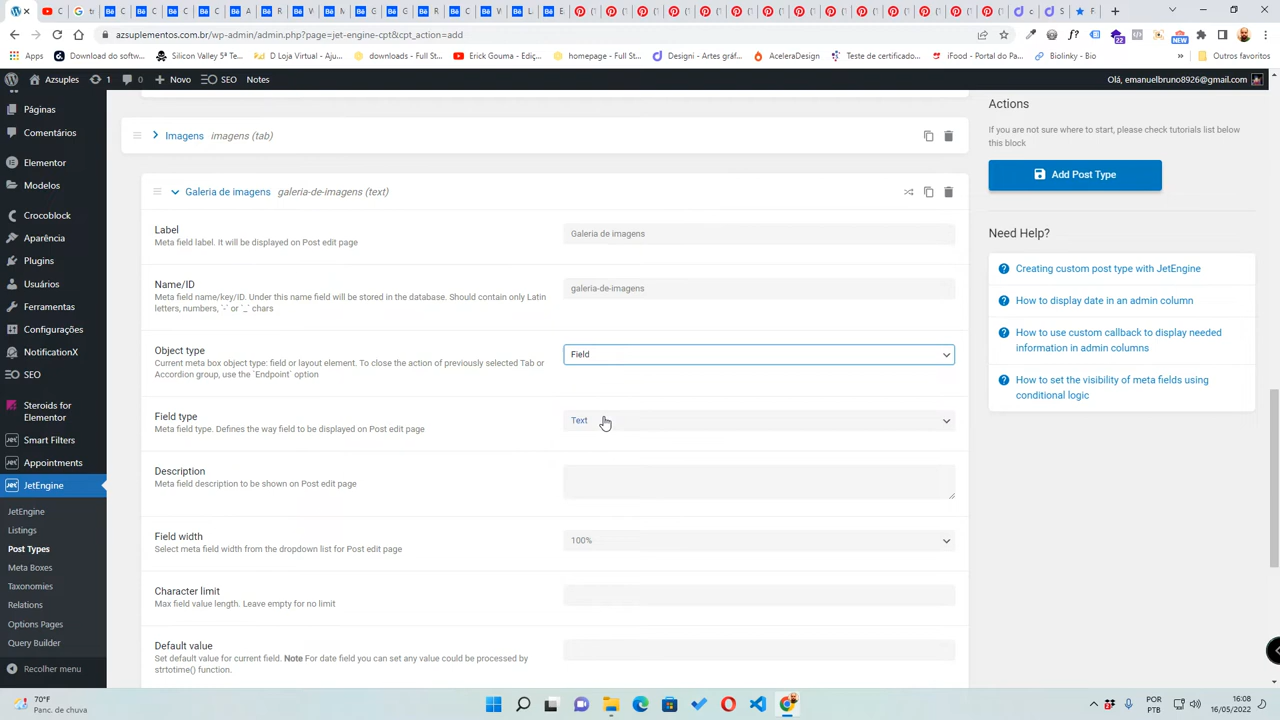 azsuplementos.com.br/wp-admin/admin.php?page=jet-engine-cpt&cpt_action=add
Apps
Download do softw...
Silicon Valley 5ª Te...
D Loja Virtual - Aju...
downloads - Full St...
Erick Gouma - Ediç...
homepage - Full St...
Designi - Artes gráf...
AceleraDesign
Teste de certificado...
iFood - Portal do Pa...
Biolinky - Bio
Outros favoritos
Azsuples
1
0
Novo
SEO
Notes
Olá, emanuelbruno8926@gmail.com
Páginas
Comentários
Elementor
Modelos
Crocoblock
Aparência
Plugins
Usuários
Ferramentas
Configurações
NotificationX
SEO
Steroids for
Elementor
Smart Filters
Appointments
JetEngine
JetEngine
Listings
Post Types
Meta Boxes
Taxonomies
Relations
Options Pages
Query Builder
Recolher menu
Imagens imagens (tab)
Galeria de imagens galeria-de-imagens (text)
Label
Meta field label. It will be displayed on Post edit page
Galeria de imagens
Name/ID
Meta field name/key/ID. Under this name field will be stored in the database. Should contain only Latin
letters, numbers, `-` or `_` chars
galeria-de-imagens
Object type
Current meta box object type: field or layout element. To close the action of previously selected Tab or
Accordion group, use the `Endpoint` option
Field
Field type
Meta field type. Defines the way field to be displayed on Post edit page
Text
Description
Meta field description to be shown on Post edit page
Field width
Select meta field width from the dropdown list for Post edit page
100%
Character limit
Max field value length. Leave empty for no limit
Default value
Set default value for current field. Note For date field you can set any value could be processed by
strtotime() function.
Actions
If you are not sure where to start, please check tutorials list below
this block
Add Post Type
Need Help?
Creating custom post type with JetEngine
How to display date in an admin column
How to use custom callback to display needed
information in admin columns
How to set the visibility of meta fields using
conditional logic
70°F
Panc. de chuva
POR
PTB
16:08
16/05/2022